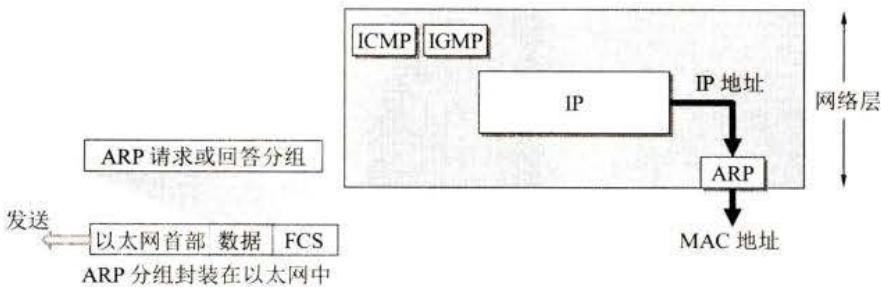 ICMP
IGMP
IP
IP 地址
网络层
ARP 请求或回答分组
ARP
发送
以太网首部 数据 FCS
MAC 地址
ARP 分组封装在以太网中